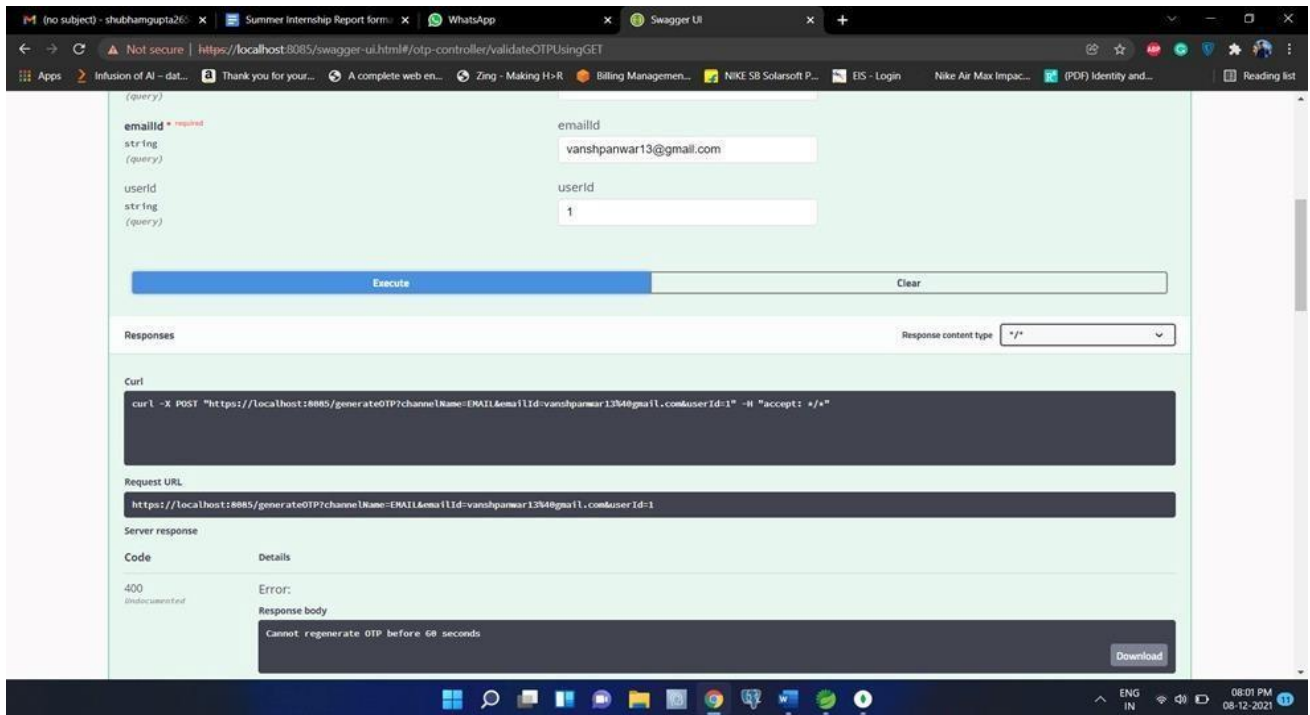 (no subject) - shubhamgupta26
Summer Internship Report form
WhatsApp
Swagger UI
Not secure | https://localhost:8085/swagger-ui.html#/otp-controller/validateOTPUsingGET
Apps
Infusion of AI – dat...
Thank you for your...
A complete web en...
Zing - Making H>R
Billing Managemen...
NIKE SB Solarsoft P...
EIS - Login
Nike Air Max Impac...
(PDF) Identity and...
Reading list
(query)
emailId * required
emailId
string
vanshpanwar13@gmail.com
(query)
userId
userId
string
1
(query)
Execute
Clear
Responses
Response content type */*
Curl
curl -X POST "https://localhost:8085/generateOTP?channelName=EMAIL&emailId=vanshpanwar13%40gmail.com&userId=1" -H "accept: */*"
Request URL
https://localhost:8085/generateOTP?channelName=EMAIL&emailId=vanshpanwar13%40gmail.com&userId=1
Server response
Code Details
400 Error:
Undocumented
Response body
Cannot regenerate OTP before 60 seconds
Download
ENG
IN
08:01 PM
08-12-2021
11